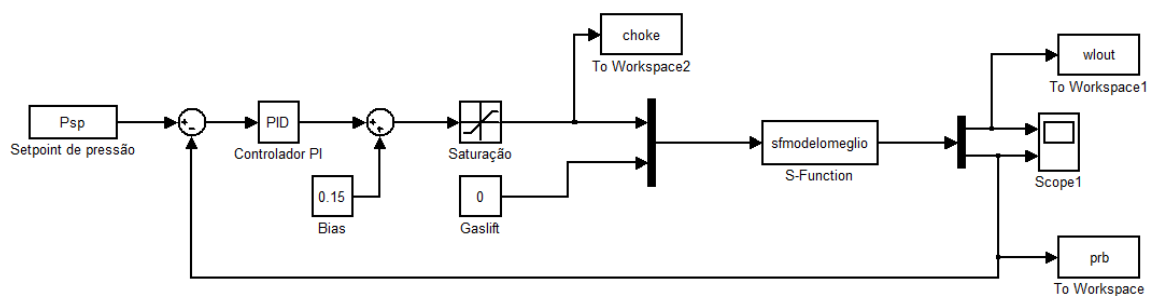 choke
To Workspace2
wlout
To Workspace1
Psp
Setpoint de pressão
+
-
PID
Controlador PI
+
+
Saturação
sfmodelomeglio
S-Function
Scope1
0.15
Bias
0
Gaslift
prb
To Workspace